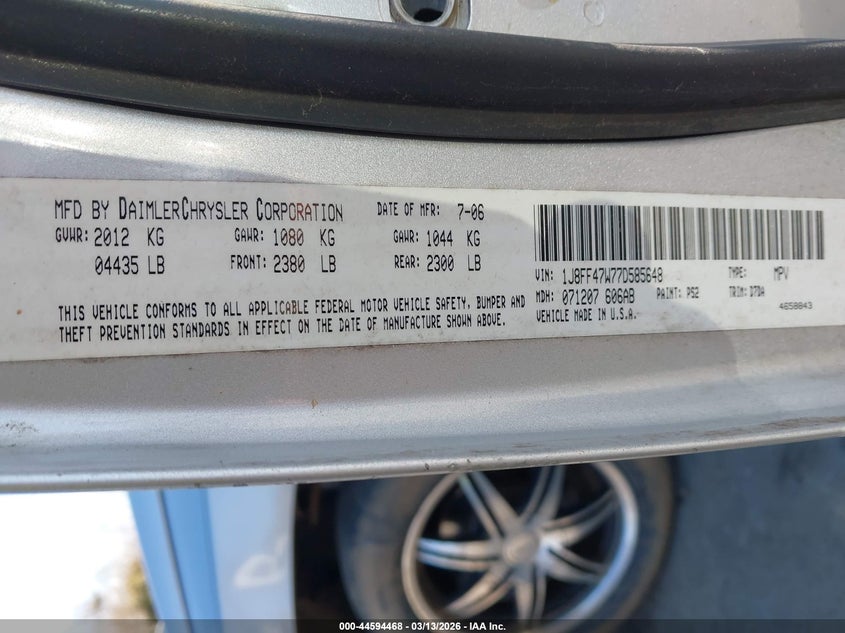 MFD BY DAIMLERCHRYSLER CORPORATION DATE OF MFR: 7-06
GVWR: 2012 KG GAWR: 1080 KG GAWR: 1044 KG
04435 LB FRONT: 2380 LB REAR: 2300 LB
THIS VEHICLE CONFORMS TO ALL APPLICABLE FEDERAL MOTOR VEHICLE SAFETY, BUMPER AND
THEFT PREVENTION STANDARDS IN EFFECT ON THE DATE OF MANUFACTURE SHOWN ABOVE.
VIN: 1J8FF47W77D585648 TYPE: MPV
MDH: 071207 606AB PAINT: PS2 TRIM: D7DA
VEHICLE MADE IN U.S.A. 4658843
000-44594468 - 03/13/2026 - IAA Inc.